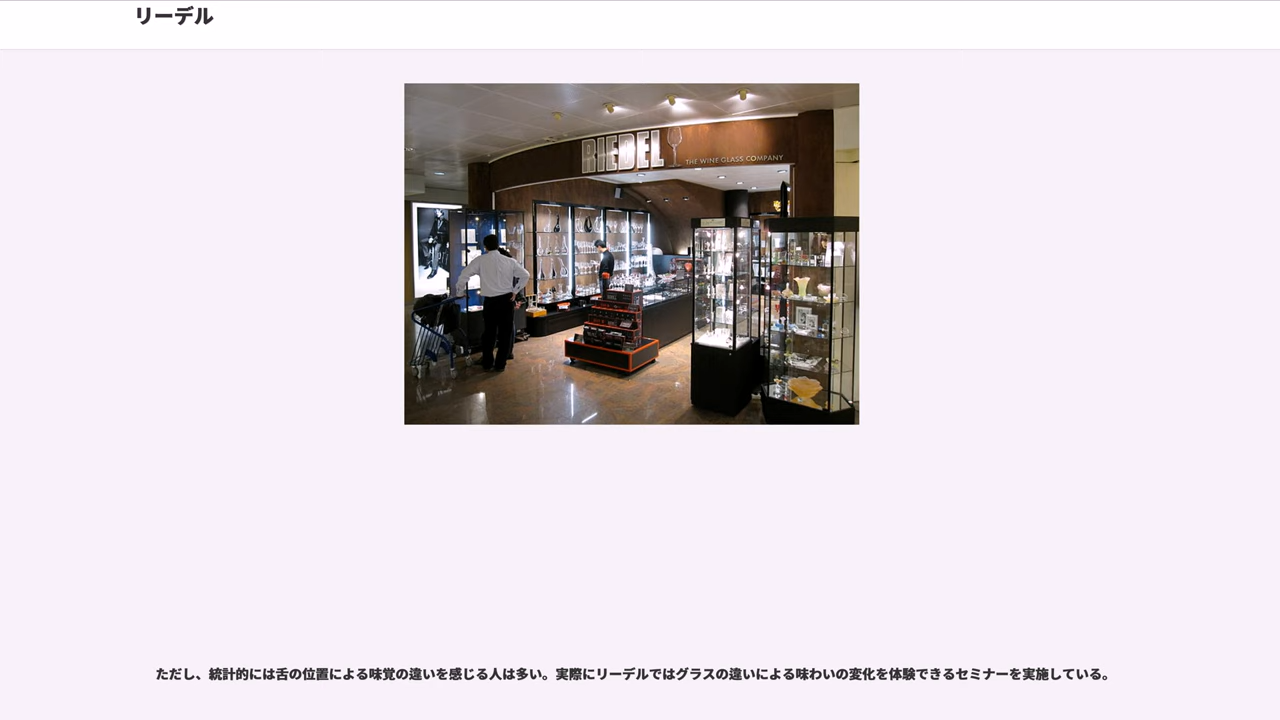 リーデル
RIEDEL THE WINE GLASS COMPANY
ただし、統計的には舌の位置による味覚の違いを感じる人は多い。実際にリーデルではグラスの違いによる味わいの変化を体験できるセミナーを実施している。